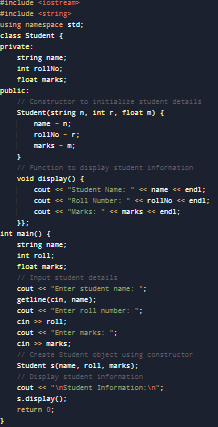 #include <iostream>
#include <string>
using namespace std;
class Student {
private:
    string name;
    int rollNo;
    float marks;
public:
    // Constructor to initialize student details
    Student(string n, int r, float m) {
        name = n;
        rollNo = r;
        marks = m;
    }
    // Function to display student information
    void display() {
        cout << "Student Name: " << name << endl;
        cout << "Roll Number: " << rollNo << endl;
        cout << "Marks: " << marks << endl;
    }};
int main() {
    string name;
    int roll;
    float marks;
    // Input student details
    cout << "Enter student name: ";
    getline(cin, name);
    cout << "Enter roll number: ";
    cin >> roll;
    cout << "Enter marks: ";
    cin >> marks;
    // Create Student object using constructor
    Student s(name, roll, marks);
    // Display student information
    cout << "\nStudent Information:\n";
    s.display();
    return 0;
}